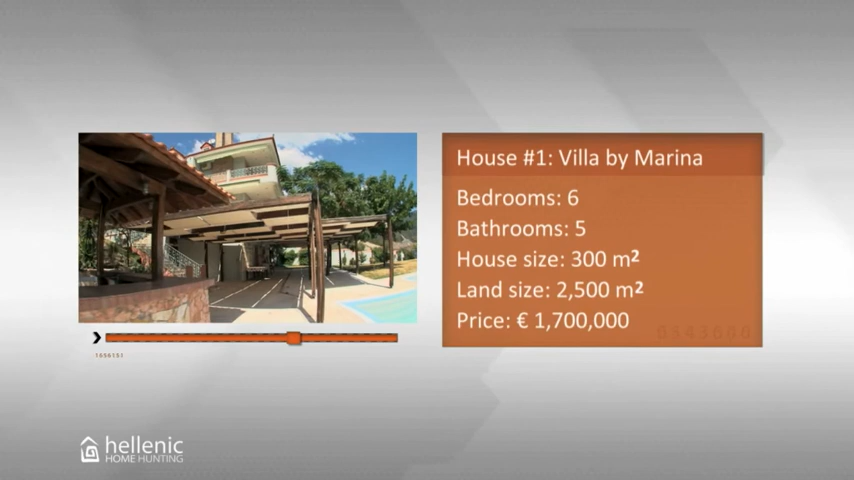 House #1: Villa by Marina
Bedrooms: 6
Bathrooms: 5
House size: 300 m²
Land size: 2,500 m²
Price: € 1,700,000
1656151
hellenic
HOME HUNTING